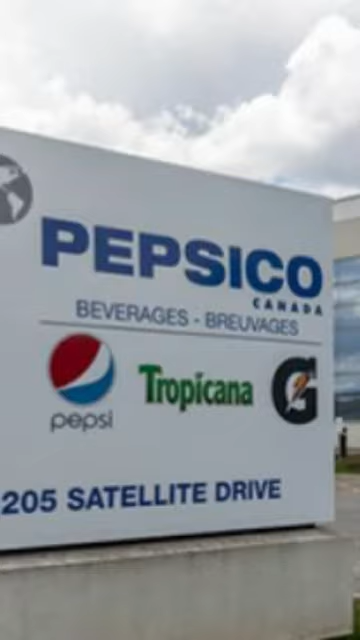 PEPSICO
CANADA
BEVERAGES - BREUVAGES
pepsi
Tropicana
G
205 SATELLITE DRIVE